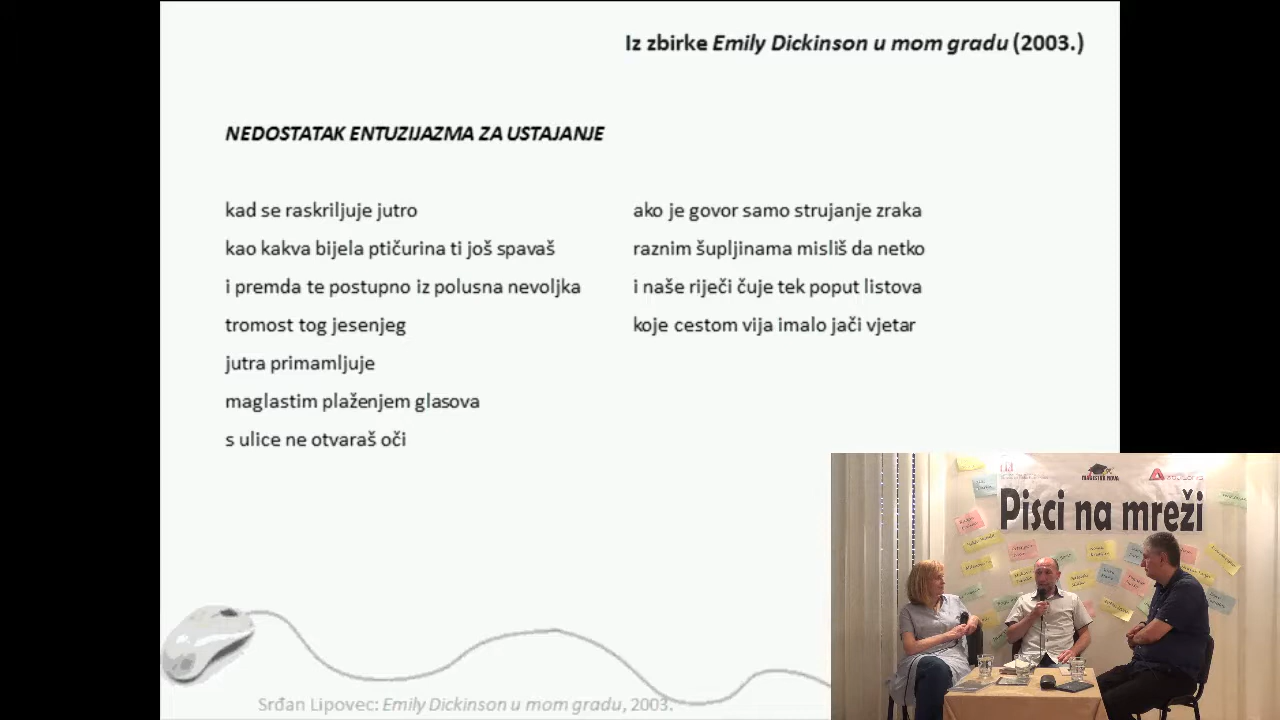 Iz zbirke Emily Dickinson u mom gradu (2003.)
NEDOSTATAK ENTUZIJAZMA ZA USTAJANJE
kad se raskriljuje jutro
kao kakva bijela ptičurina ti još spavaš
i premda te postupno iz polusna nevoljka
tromost tog jesenjeg
jutra primamljuje
maglastim plaženjem glasova
s ulice ne otvaraš oči
ako je govor samo strujanje zraka
raznim šupljinama misliš da netko
i naše riječi čuje tek poput listova
koje cestom vija imalo jači vjetar
Pisci na mreži
Srđan Lipovec: Emily Dickinson u mom gradu, 2003.